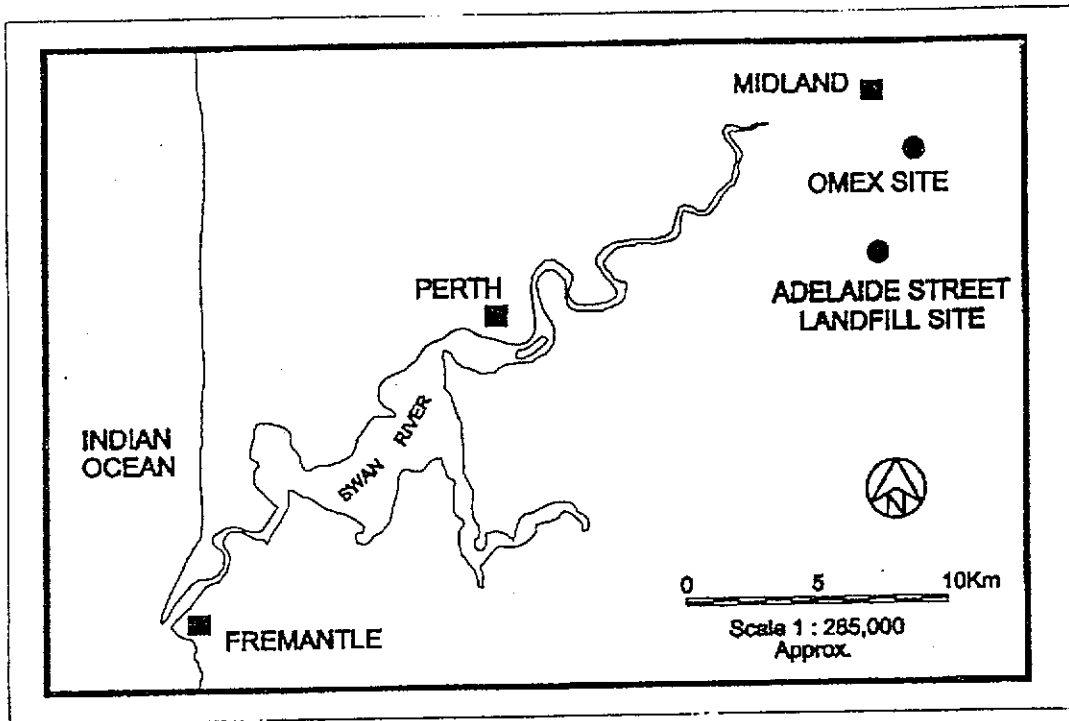 MIDLAND
OMEX SITE
ADELAIDE STREET
LANDFILL SITE
PERTH
SWAN RIVER
INDIAN
OCEAN
N
0 5 10Km
Scale 1 : 285,000
Approx.
FREMANTLE